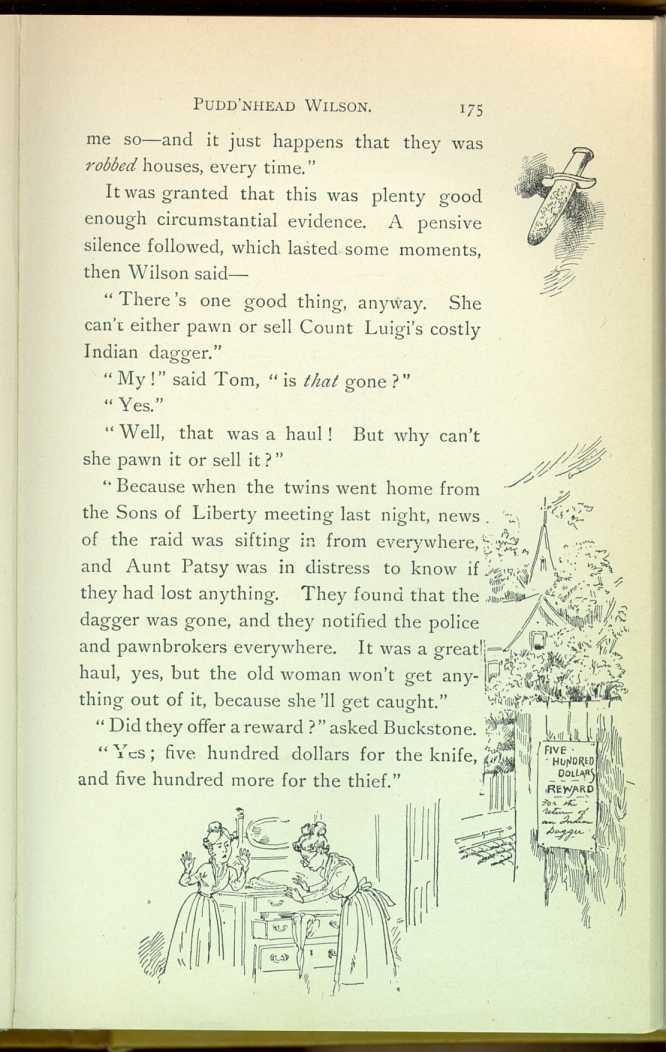 PUDD'NHEAD WILSON. 175
me so—and it just happens that they was
robbed houses, every time."
It was granted that this was plenty good
enough circumstantial evidence. A pensive
silence followed, which lasted some moments,
then Wilson said—
"There's one good thing, anyway. She
can't either pawn or sell Count Luigi's costly
Indian dagger."
"My!" said Tom, "is that gone?"
"Yes."
"Well, that was a haul! But why can't
she pawn it or sell it?"
"Because when the twins went home from
the Sons of Liberty meeting last night, news
of the raid was sifting in from everywhere,
and Aunt Patsy was in distress to know if
they had lost anything. They found that the
dagger was gone, and they notified the police
and pawnbrokers everywhere. It was a great
haul, yes, but the old woman won't get any-
thing out of it, because she'll get caught."
"Did they offer a reward?" asked Buckstone.
"Yes; five hundred dollars for the knife,
and five hundred more for the thief."
FIVE
HUNDRED
DOLLARS
REWARD
For the
return of
an Indian
Dagger